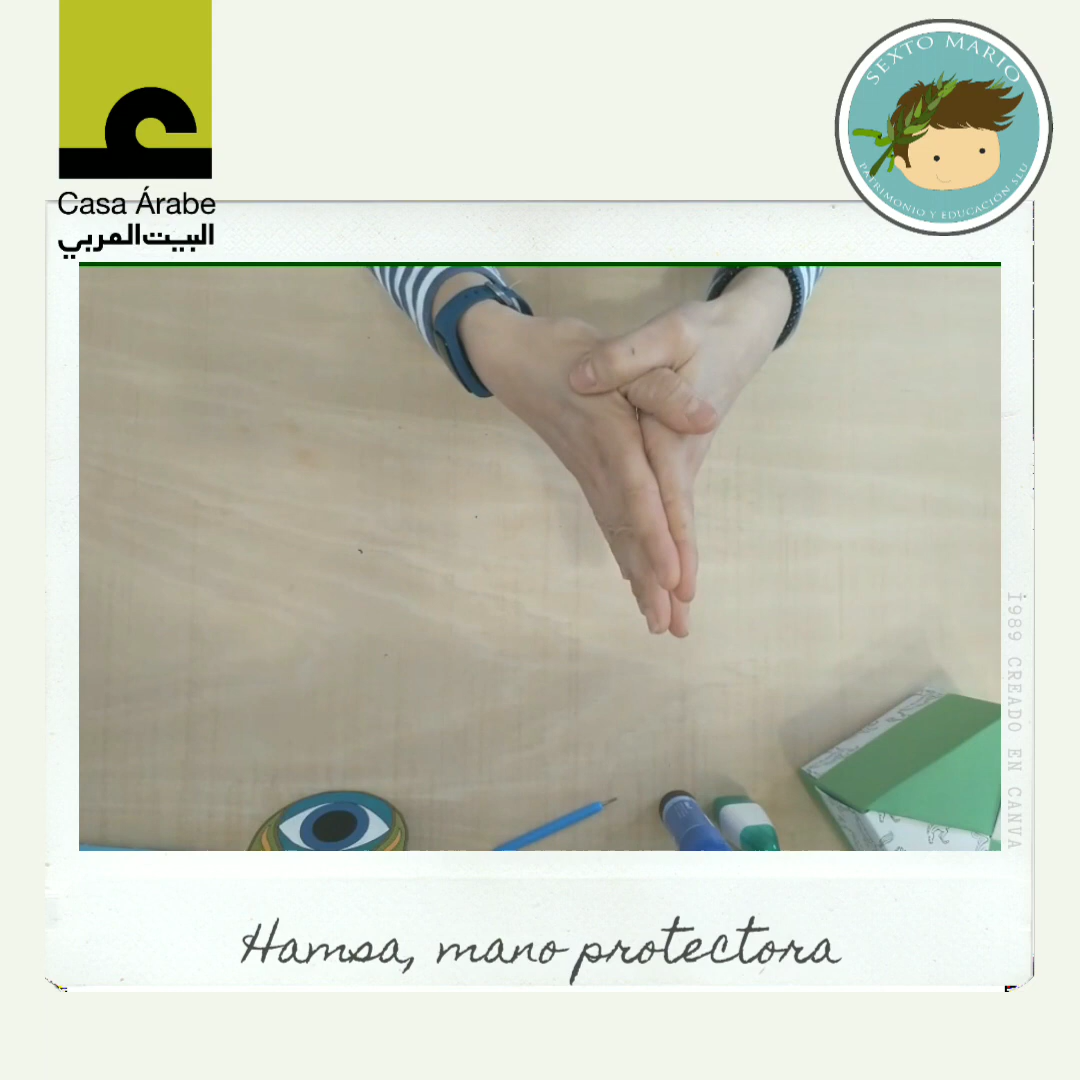 Casa Árabe
البيت العربي
SEXTO MARIO
PATRIMONIO Y EDUCACIÓN SLU
1989 CREADO EN CANVA
Hamsa, mano protectora